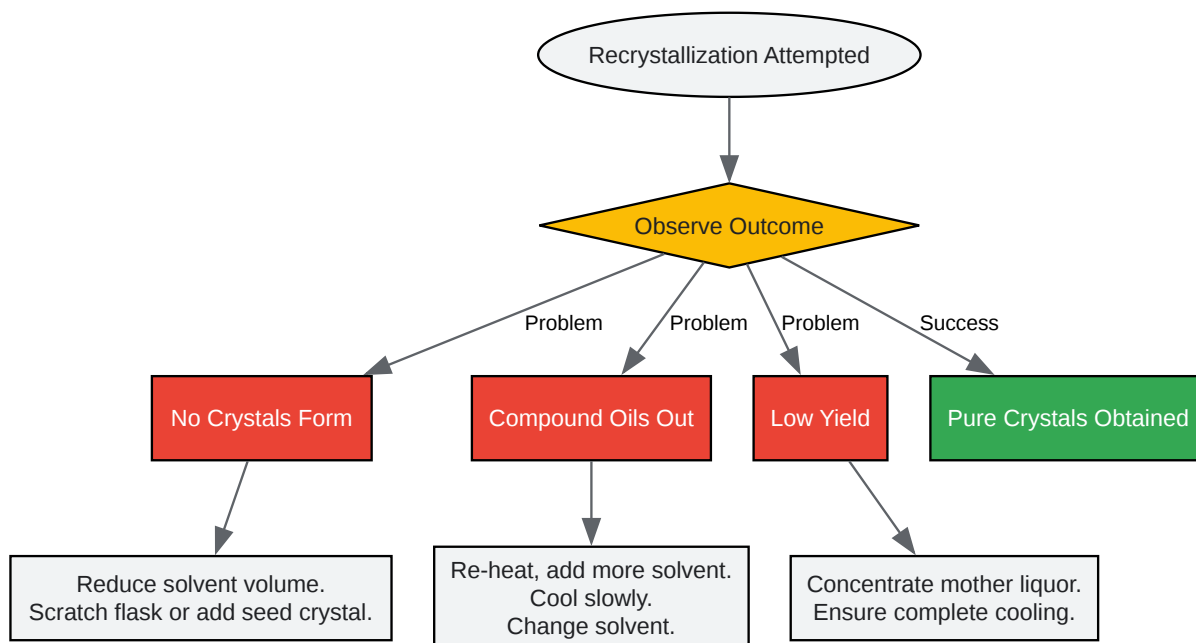 Recrystallization Attempted
Observe Outcome
Problem
Problem
Problem
Success
No Crystals Form
Compound Oils Out
Low Yield
Pure Crystals Obtained
Reduce solvent volume.
Scratch flask or add seed crystal.
Re-heat, add more solvent.
Cool slowly.
Change solvent.
Concentrate mother liquor.
Ensure complete cooling.